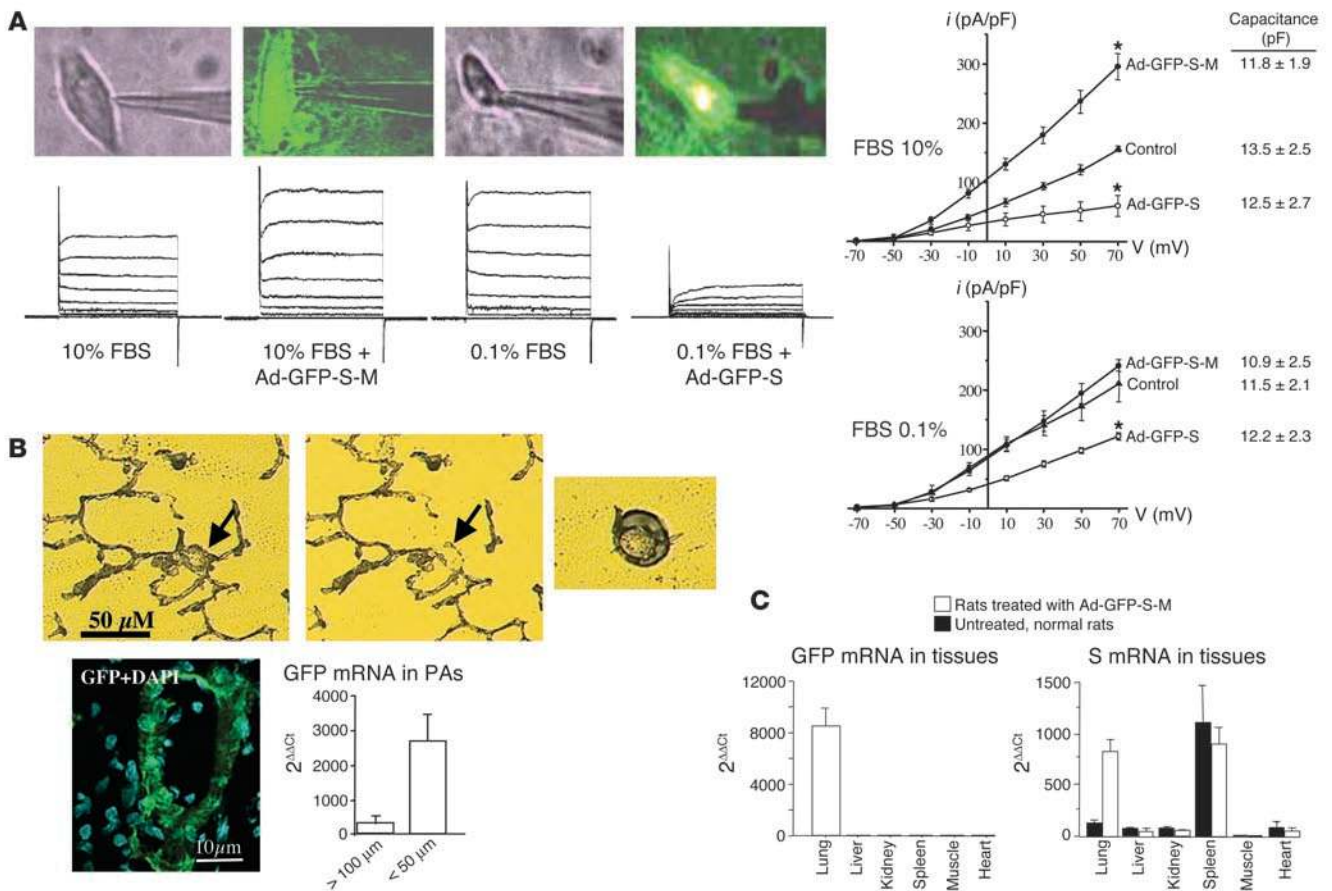 A
10% FBS
10% FBS +
Ad-GFP-S-M
0.1% FBS
0.1% FBS +
Ad-GFP-S
i (pA/pF)
Capacitance
(pF)
300
200
100
FBS 10%
*
Ad-GFP-S-M 11.8 ± 1.9
Control 13.5 ± 2.5
*
Ad-GFP-S 12.5 ± 2.7
-70 -50 -30 -10 10 30 50 70 V (mV)
i (pA/pF)
300
200
100
FBS 0.1%
Ad-GFP-S-M 10.9 ± 2.5
Control 11.5 ± 2.1
*
Ad-GFP-S 12.2 ± 2.3
-70 -50 -30 -10 10 30 50 70 V (mV)
B
50 µM
GFP+DAPI
10µm
GFP mRNA in PAs
2ΔΔCt
4000
3000
2000
1000
0
> 100 µm
< 50 µm
C
Rats treated with Ad-GFP-S-M
Untreated, normal rats
GFP mRNA in tissues
2ΔΔCt
12000
8000
4000
0
Lung
Liver
Kidney
Spleen
Muscle
Heart
S mRNA in tissues
2ΔΔCt
1500
1000
500
0
Lung
Liver
Kidney
Spleen
Muscle
Heart